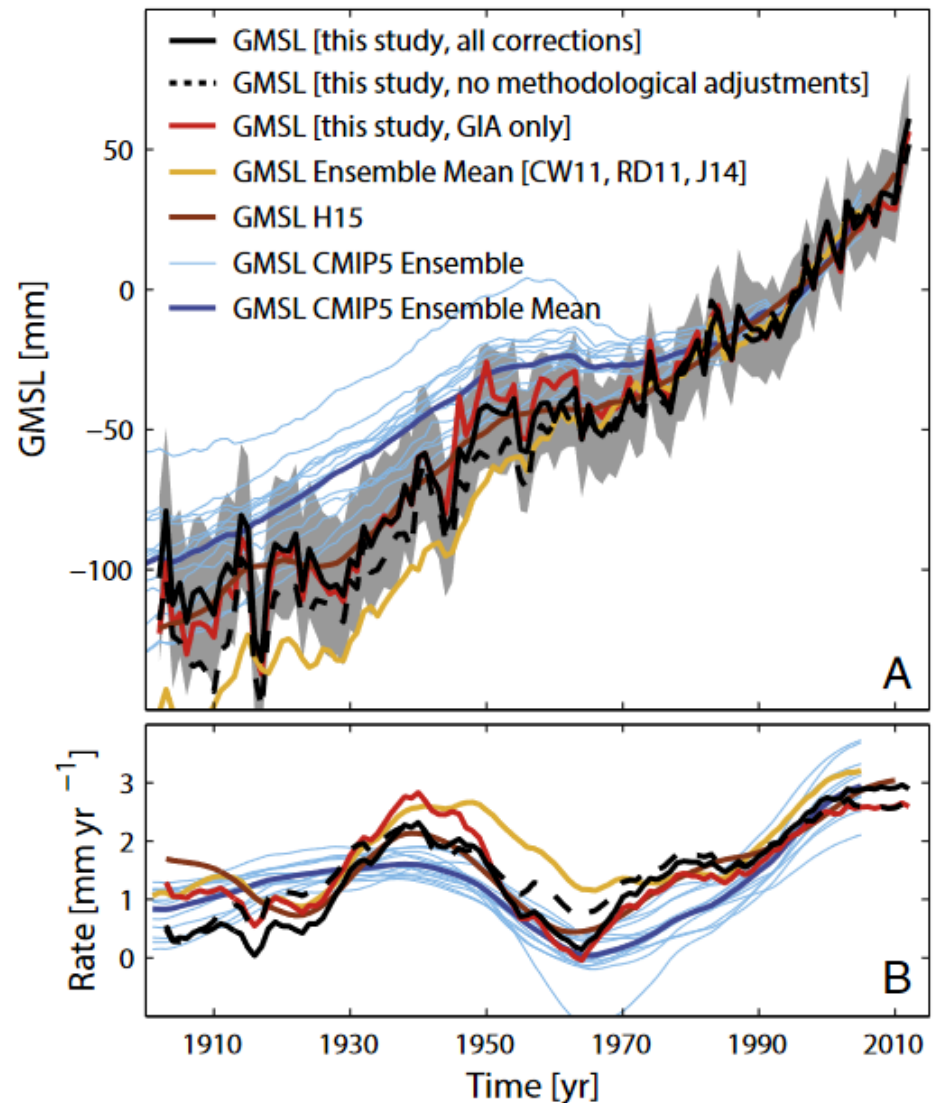 GMSL [this study, all corrections]
GMSL [this study, no methodological adjustments]
GMSL [this study, GIA only]
GMSL Ensemble Mean [CW11, RD11, J14]
GMSL H15
GMSL CMIP5 Ensemble
GMSL CMIP5 Ensemble Mean
GMSL [mm]
50
0
−50
−100
A
Rate [mm yr −1]
3
2
1
0
B
1910 1930 1950 1970 1990 2010
Time [yr]